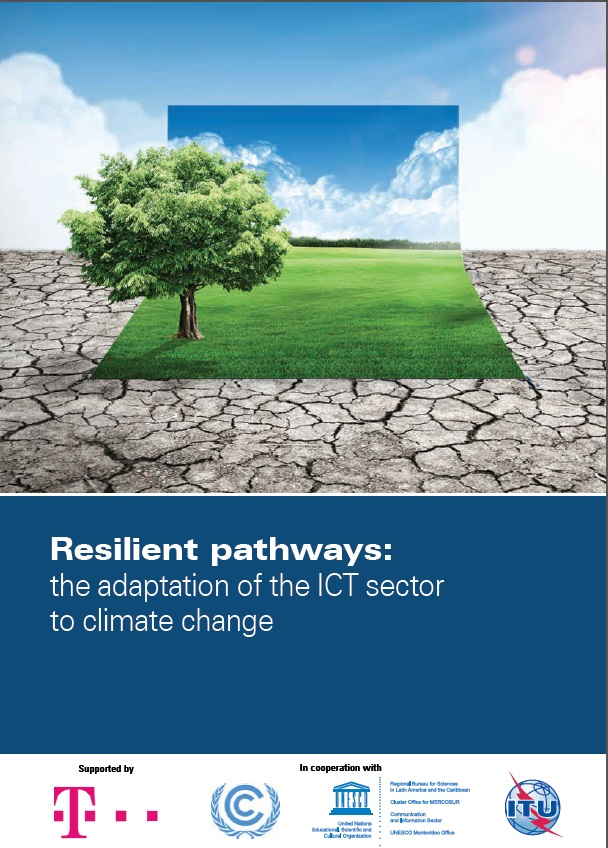 Resilient pathways:
the adaptation of the ICT sector
to climate change
Supported by
In cooperation with
T
UNESCO
United Nations
Educational, Scientific and
Cultural Organization
Regional Bureau for Sciences
in Latin America and the Caribbean
Cluster Office for MERCOSUR
Communication
and Information Sector
UNESCO Montevideo Office
ITU